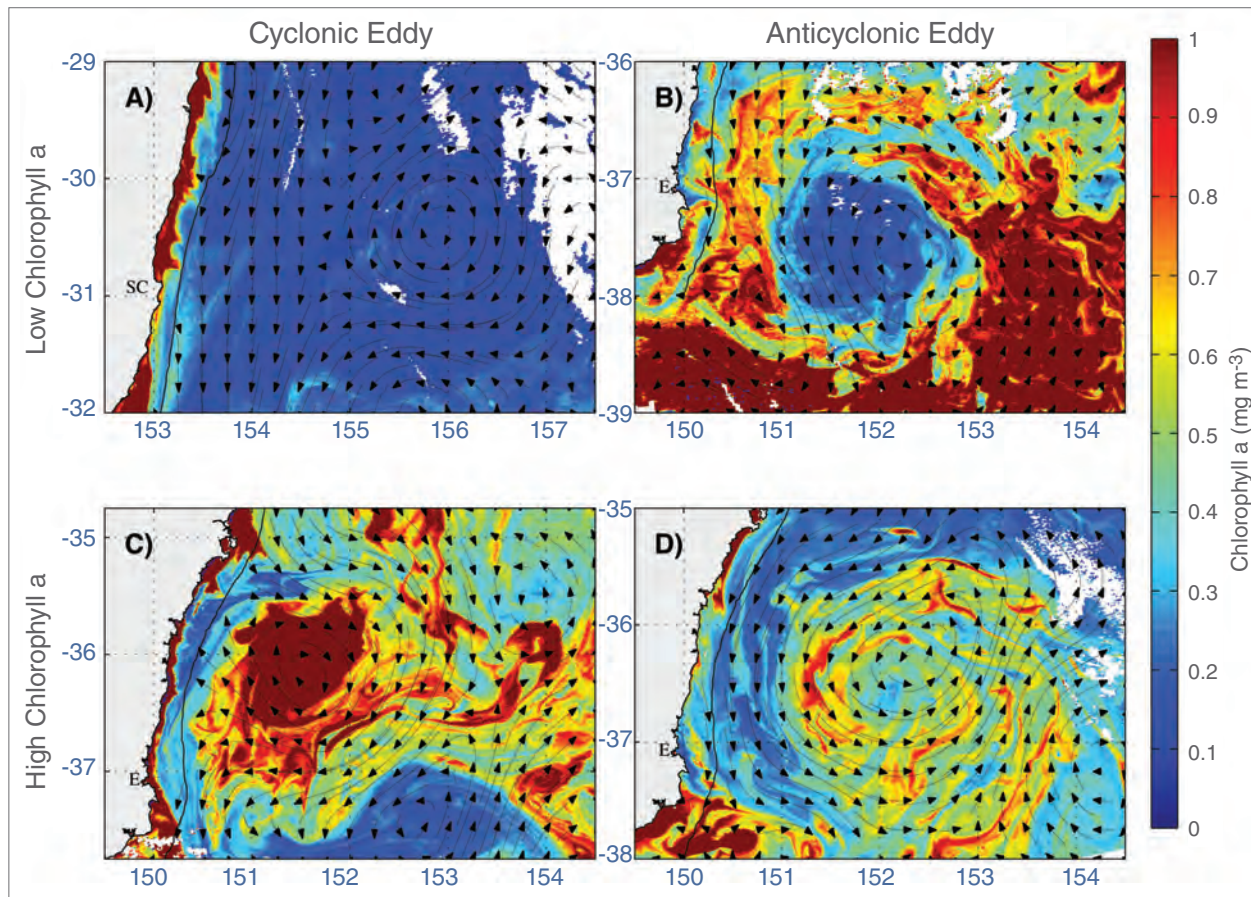 Cyclonic Eddy Anticyclonic Eddy
Low Chlorophyll a
A)
-29
-30
-31
-32
SC
153 154 155 156 157
B)
-36
-37
-38
-39
E
150 151 152 153 154
High Chlorophyll a
C)
-35
-36
-37
E
150 151 152 153 154
D)
-35
-36
-37
-38
E
150 151 152 153 154
1
0.9
0.8
0.7
0.6
0.5
0.4
0.3
0.2
0.1
0
Chlorophyll a (mg m-3)